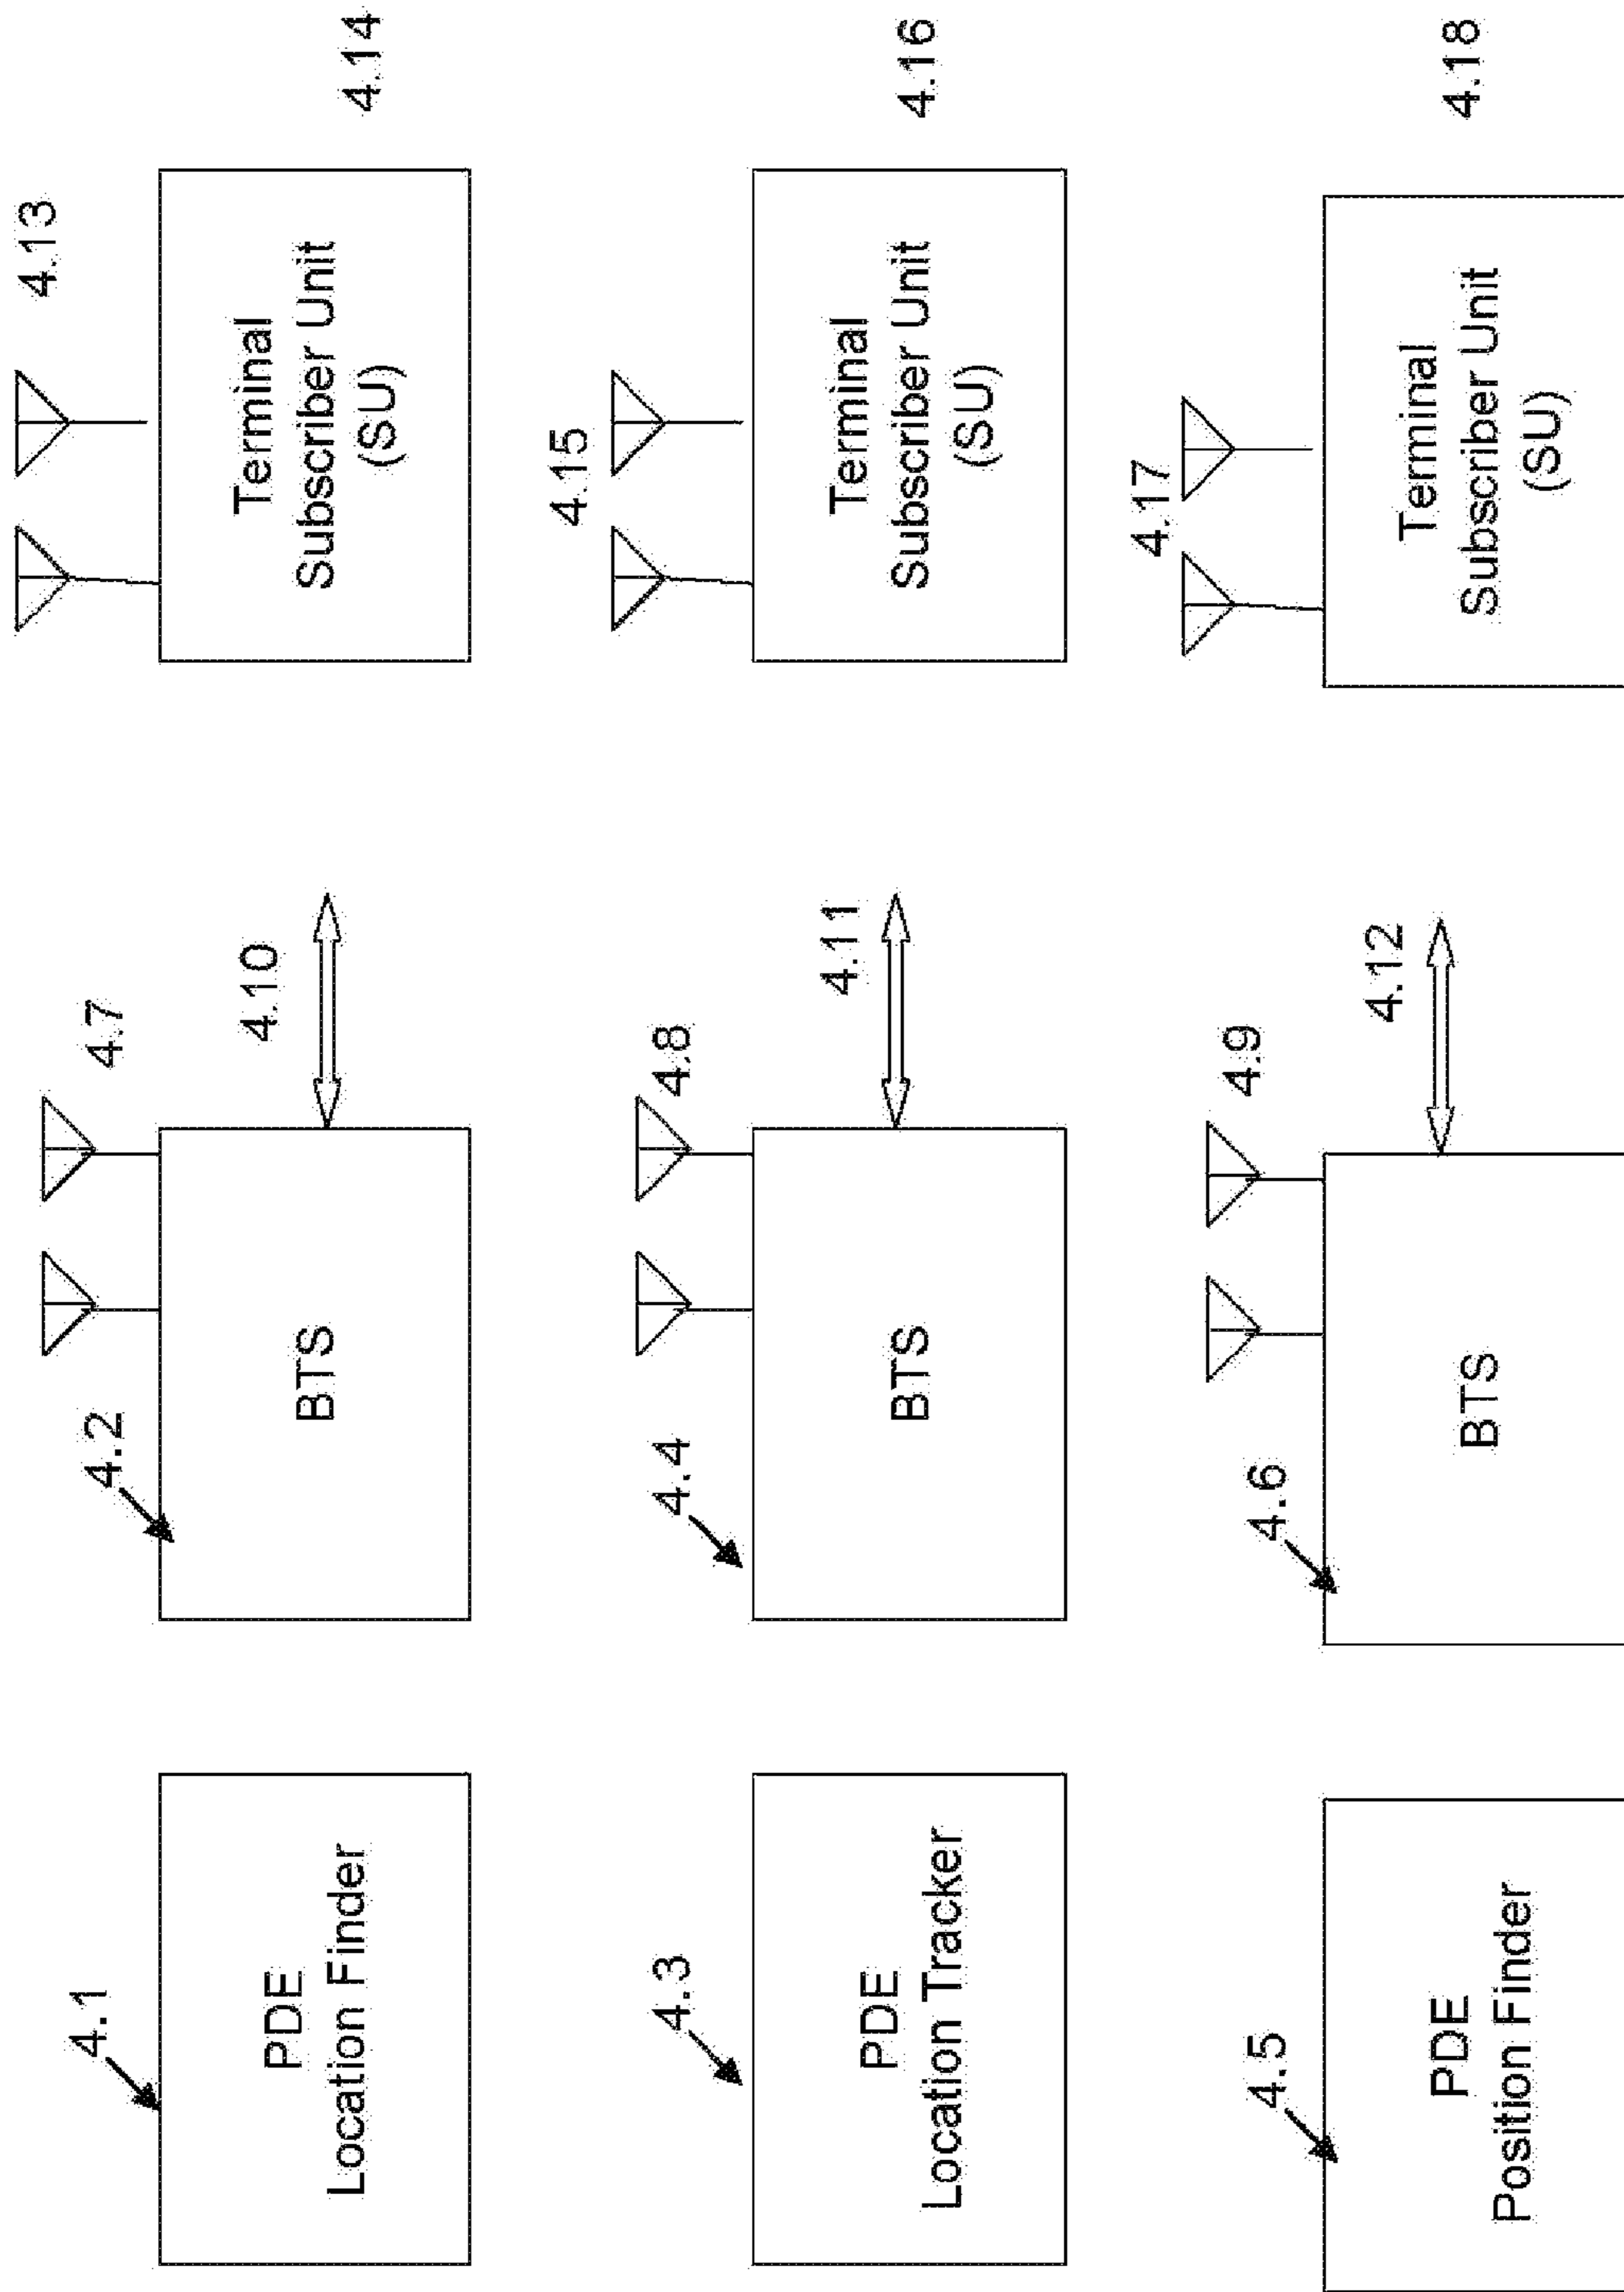 4.1
PDE
Location Finder
4.2
BTS
4.7
4.10
4.13
Terminal
Subscriber Unit
(SU)
4.14
4.3
PDE
Location Tracker
4.4
BTS
4.8
4.11
4.15
Terminal
Subscriber Unit
(SU)
4.16
4.5
PDE
Position Finder
4.6
BTS
4.9
4.12
4.17
Terminal
Subscriber Unit
(SU)
4.18